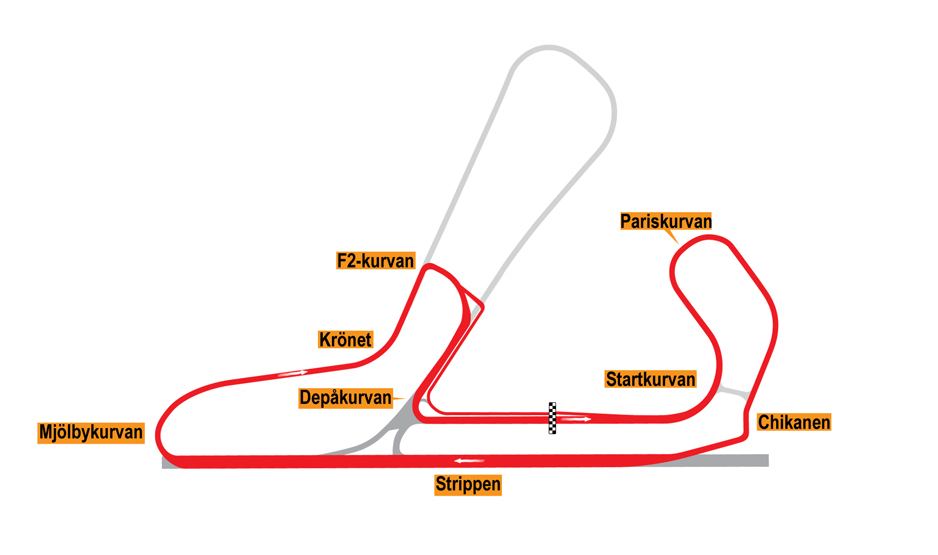 Pariskurvan
F2-kurvan
Krönet
Startkurvan
Depåkurvan
Chikanen
Mjölbykurvan
Strippen